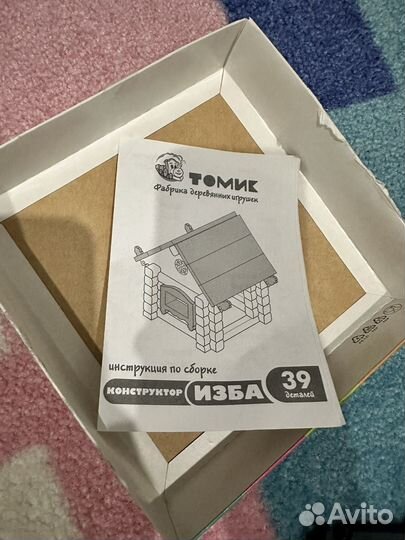 ТОМИК
Фабрика деревянных игрушек
инструкция по сборке
КОНСТРУКТОР ИЗБА 39 деталей
Avito